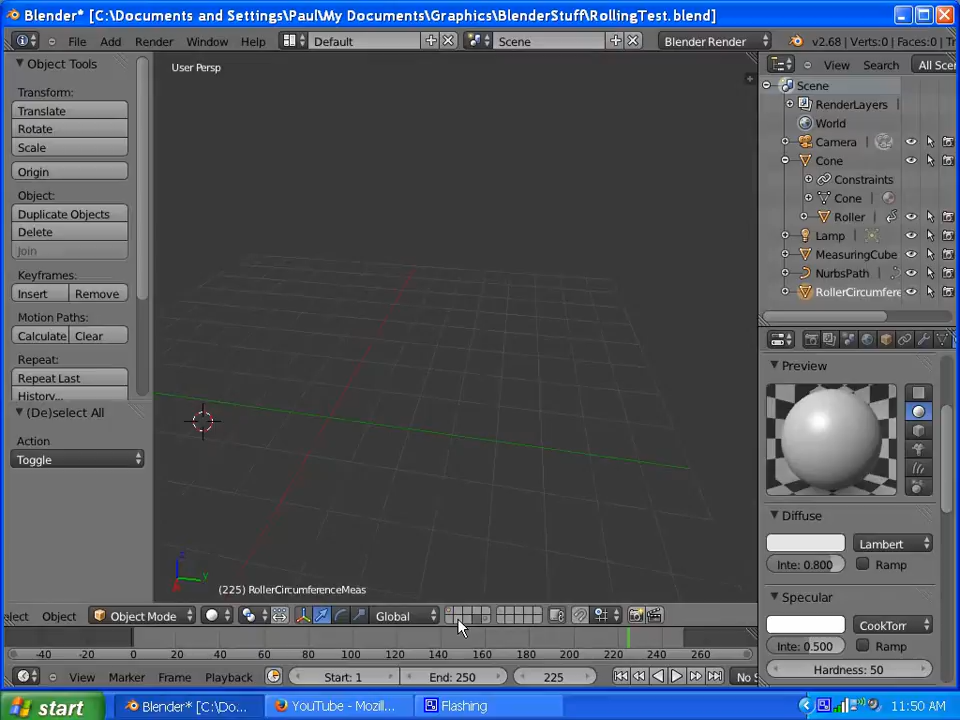 Blender* [C:\Documents and Settings\Paul\My Documents\Graphics\BlenderStuff\RollingTest.blend]
File Add Render Window Help Default Scene Blender Render v2.68 | Verts:0 | Faces:0 |
Object Tools
User Persp
View Search All
Transform:
Translate
Rotate
Scale
Origin
Object:
Duplicate Objects
Delete
Join
Keyframes:
Insert Remove
Motion Paths:
Calculate Clear
Repeat:
Repeat Last
History...
(De)select All
Action
Toggle
Scene
RenderLayers
World
Camera
Cone
Constraints
Cone
Roller
Lamp
MeasuringCube
NurbsPath
RollerCircumfere
Preview
Diffuse
Lambert
Inte: 0.800 Ramp
Specular
CookTorr
Inte: 0.500 Ramp
Hardness: 50
(225) RollerCircumferenceMeas
elect Object Object Mode Global
-40 -20 0 20 40 60 80 100 120 140 160 180 200 220 240 260
View Marker Frame Playback Start: 1 End: 250 225 No S
start Blender* [C:\Do... YouTube - Mozil... Flashing 11:50 AM